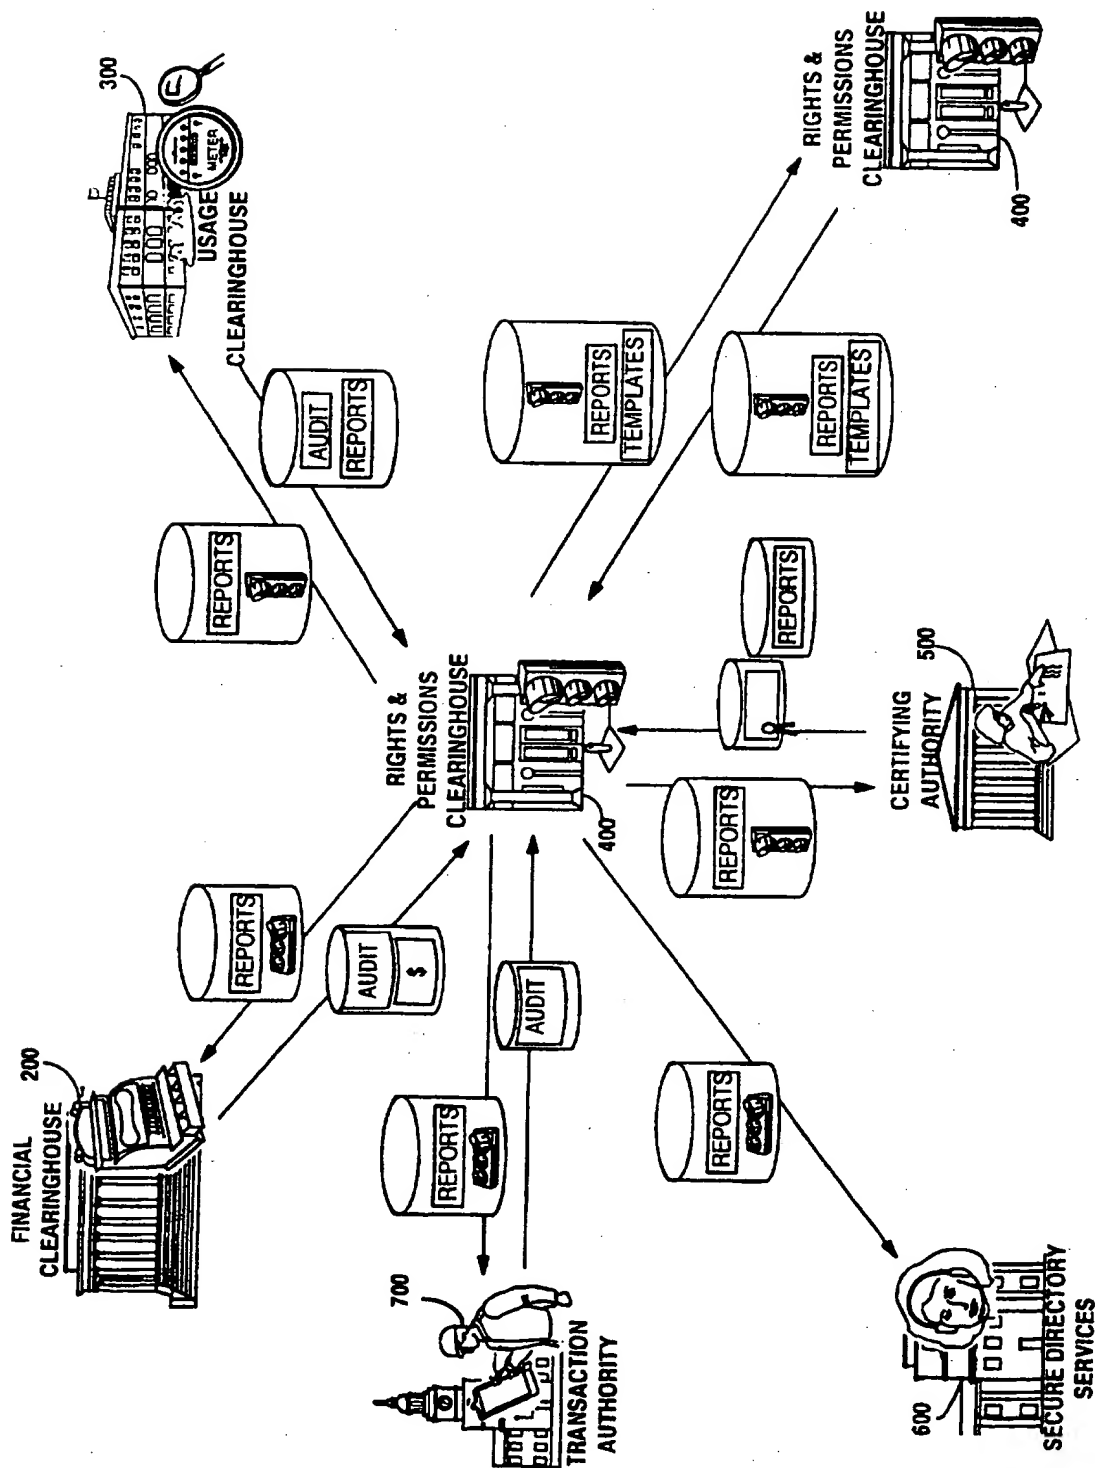 FINANCIAL
CLEARINGHOUSE
200
300
METER
USAGE
CLEARINGHOUSE
REPORTS
REPORTS
AUDIT
REPORTS
AUDIT
$
RIGHTS &
PERMISSIONS
CLEARINGHOUSE
400
700
REPORTS
AUDIT
TRANSACTION
AUTHORITY
REPORTS
TEMPLATES
REPORTS
REPORTS
REPORTS
REPORTS
TEMPLATES
RIGHTS &
PERMISSIONS
CLEARINGHOUSE
400
CERTIFYING
AUTHORITY
500
600
SECURE DIRECTORY
SERVICES